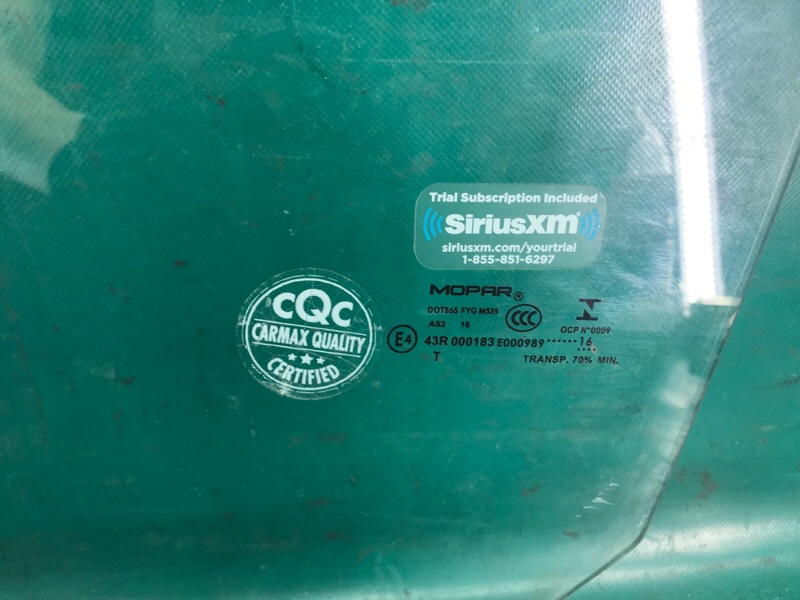 Trial Subscription Included
SiriusXm
siriusxm.com/yourtrial
1-855-851-6297
MOPAR®
DOT865 FYG M535
AS2 16
CCC
OCP N°0009
E4 43R 000183 E000989 ······ 16
T TRANSP. 70% MIN.
CQC
CARMAX QUALITY
CERTIFIED